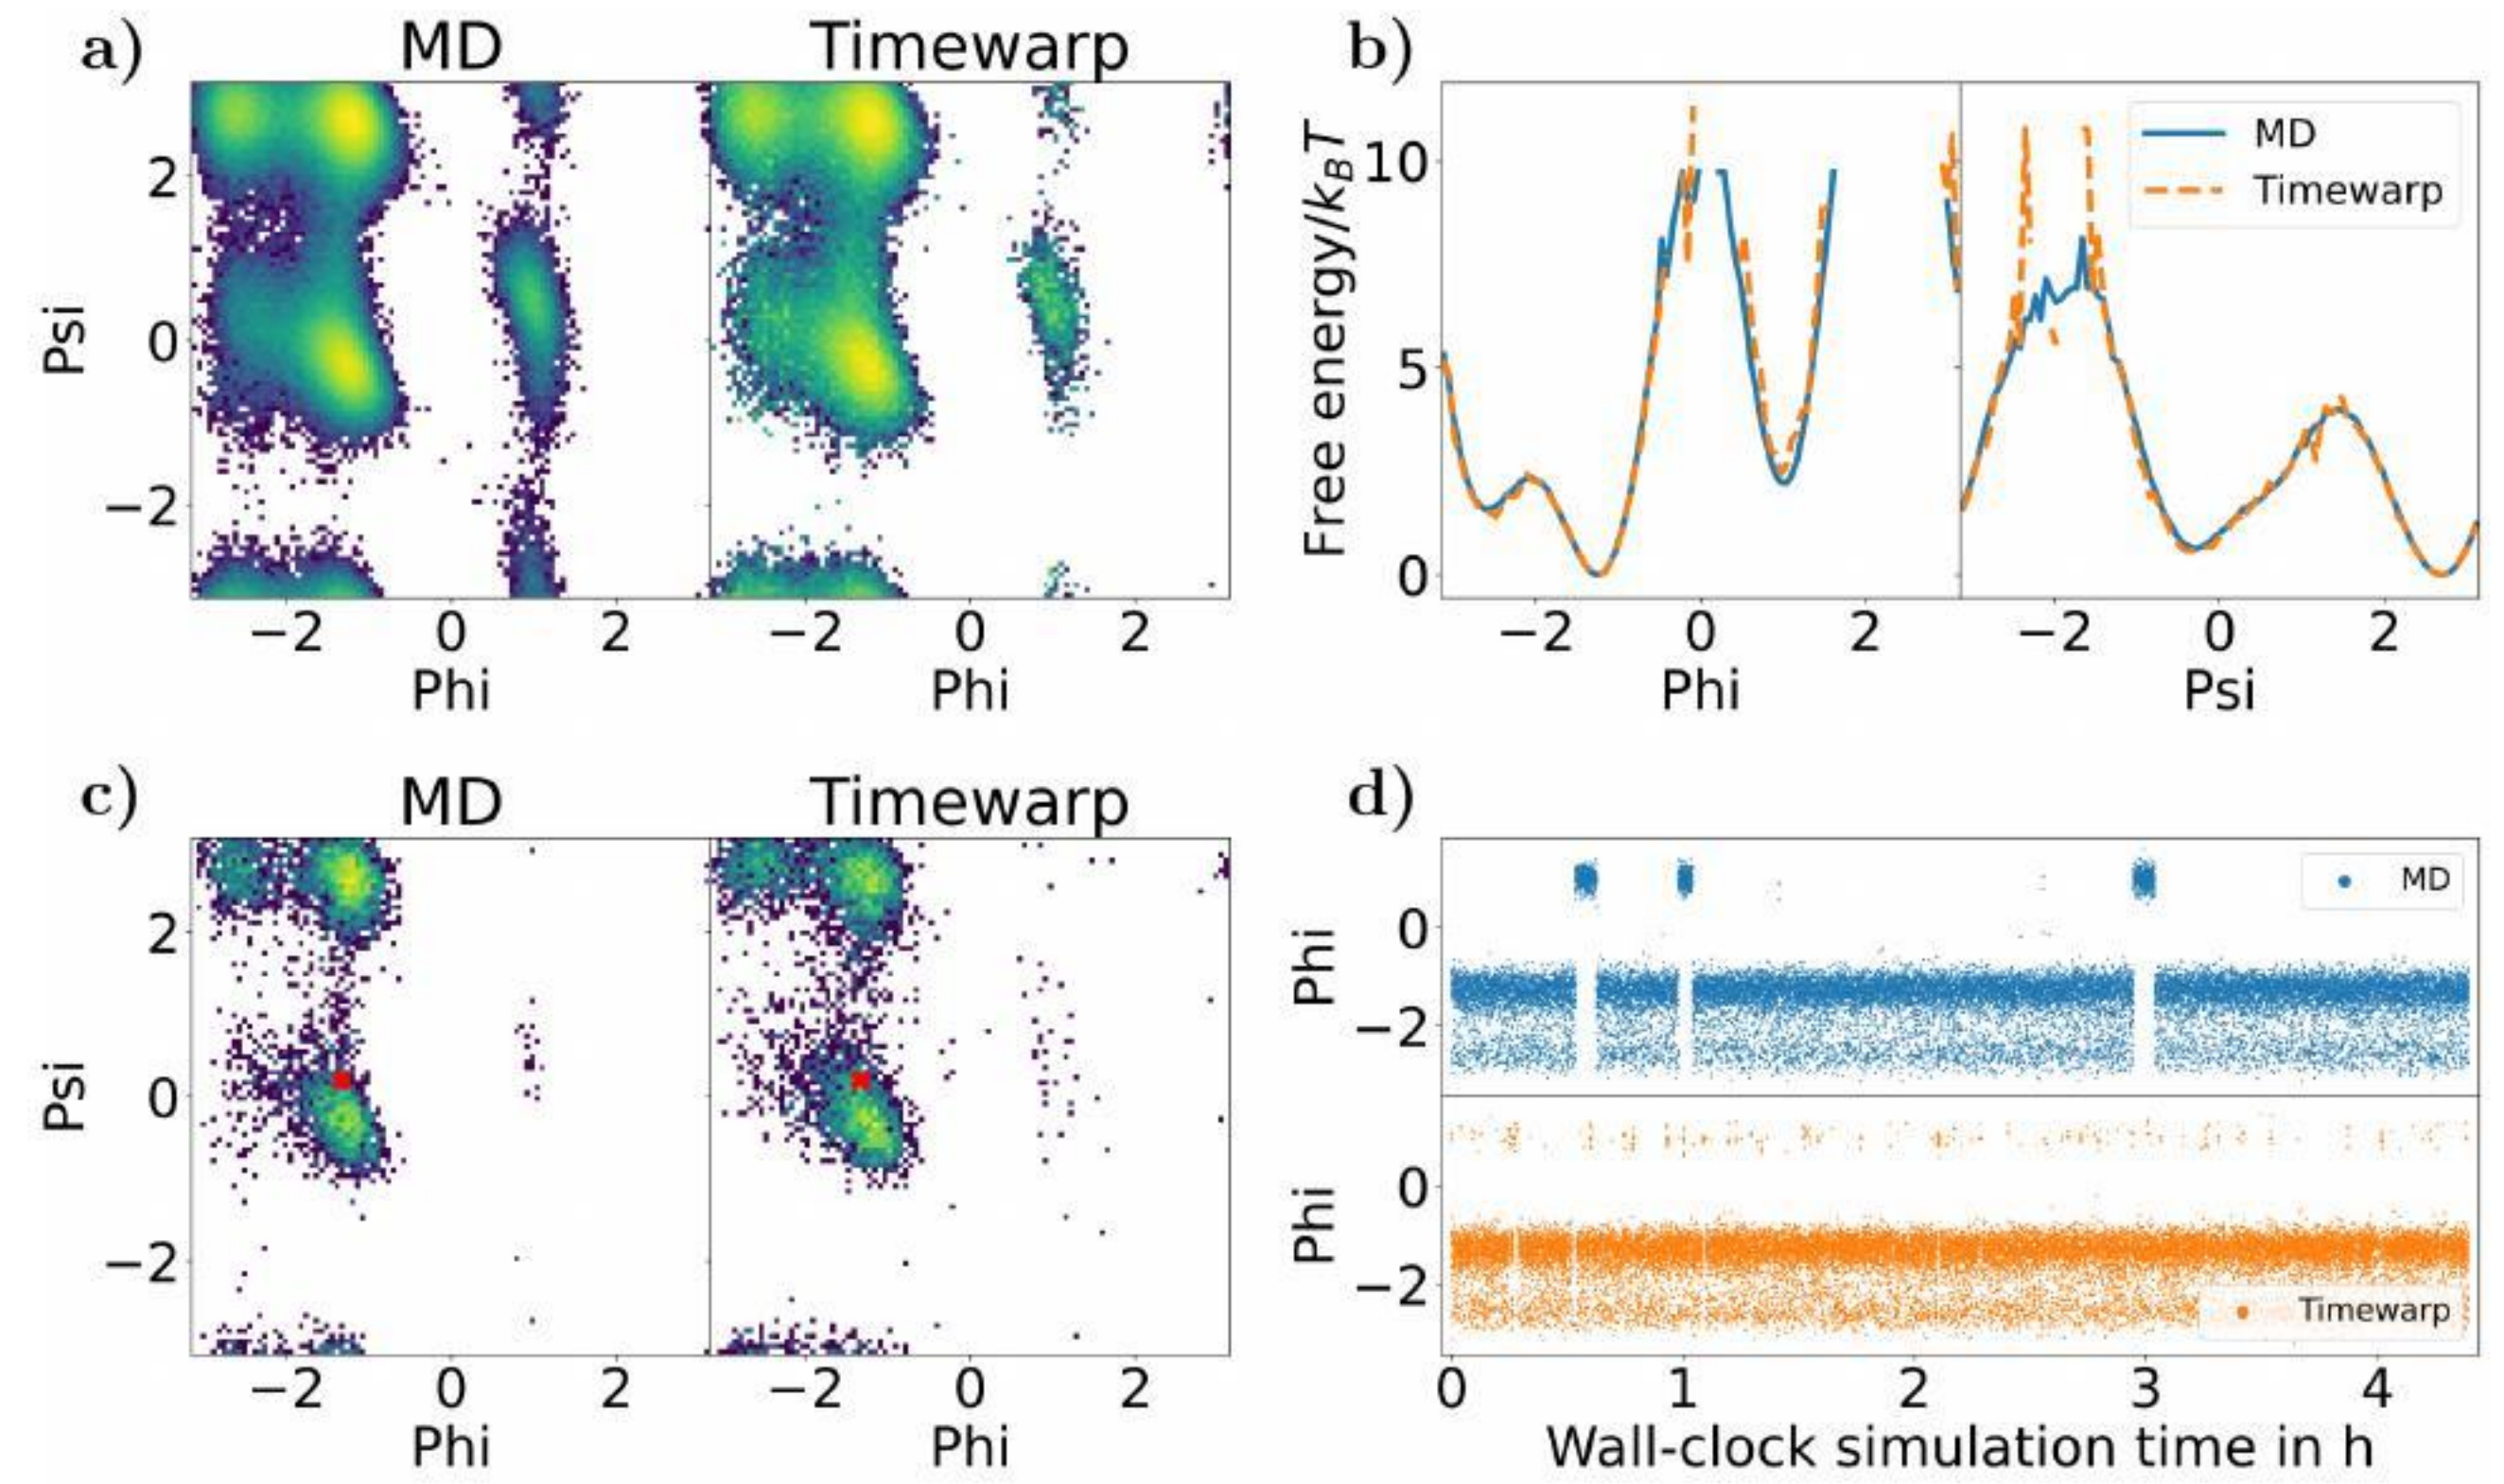 a)
MD
Timewarp
Psi
2
0
−2
−2 0 2
−2 0 2
Phi
Phi
b)
Free energy/k_BT
10
5
0
MD
Timewarp
−2 0 2
−2 0 2
Phi
Psi
c)
MD
Timewarp
Psi
2
0
−2
−2 0 2
−2 0 2
Phi
Phi
d)
Phi
0
−2
MD
Phi
0
−2
Timewarp
0 1 2 3 4
Wall-clock simulation time in h